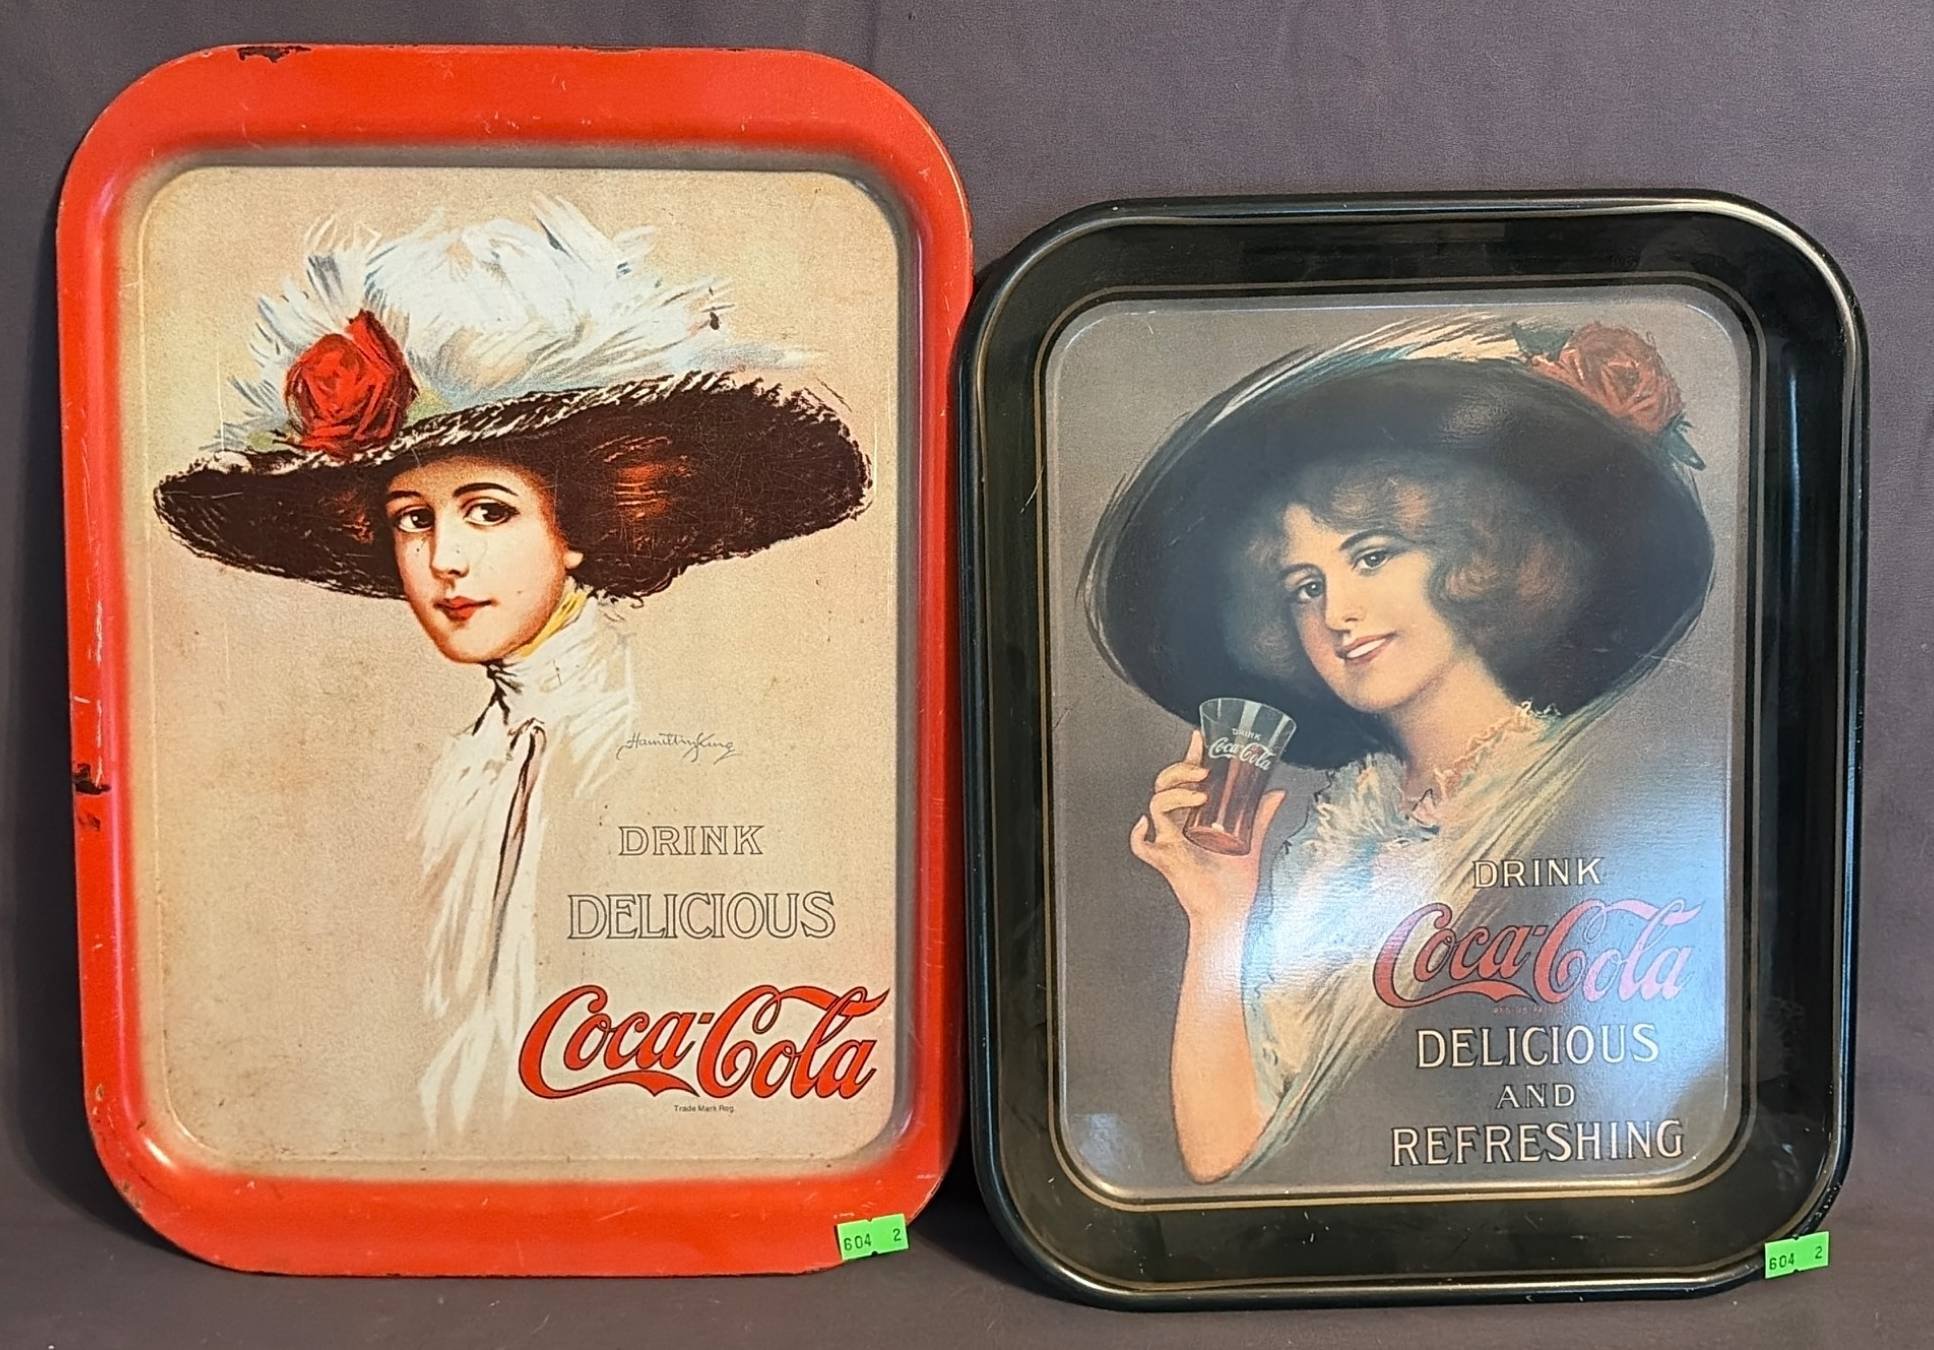 Hamilton King
DRINK
DELICIOUS
Coca-Cola
Trade Mark Reg.
604 2
DRINK
Coca-Cola
DRINK
Coca-Cola
DELICIOUS
AND
REFRESHING
604 2